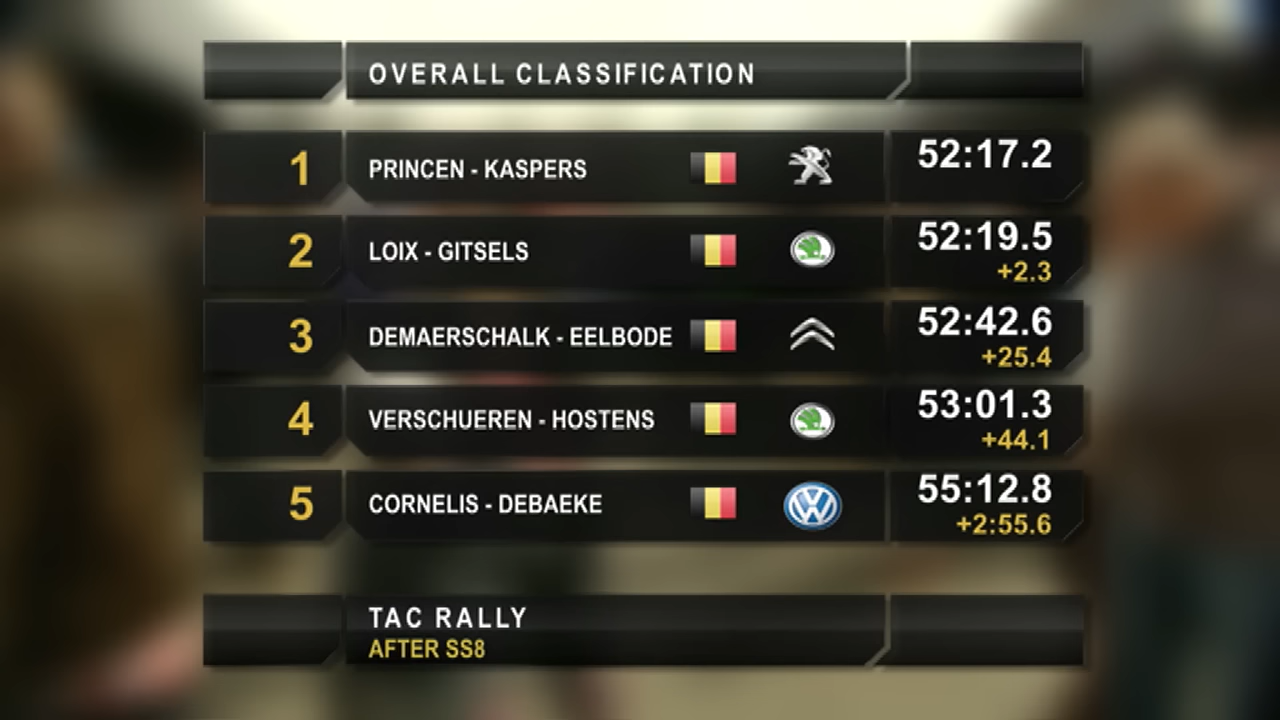 OVERALL CLASSIFICATION
1 PRINCEN - KASPERS 52:17.2
2 LOIX - GITSELS 52:19.5
+2.3
3 DEMAERSCHALK - EELBODE 52:42.6
+25.4
4 VERSCHUEREN - HOSTENS 53:01.3
+44.1
5 CORNELIS - DEBAEKE 55:12.8
+2:55.6
TAC RALLY
AFTER SS8